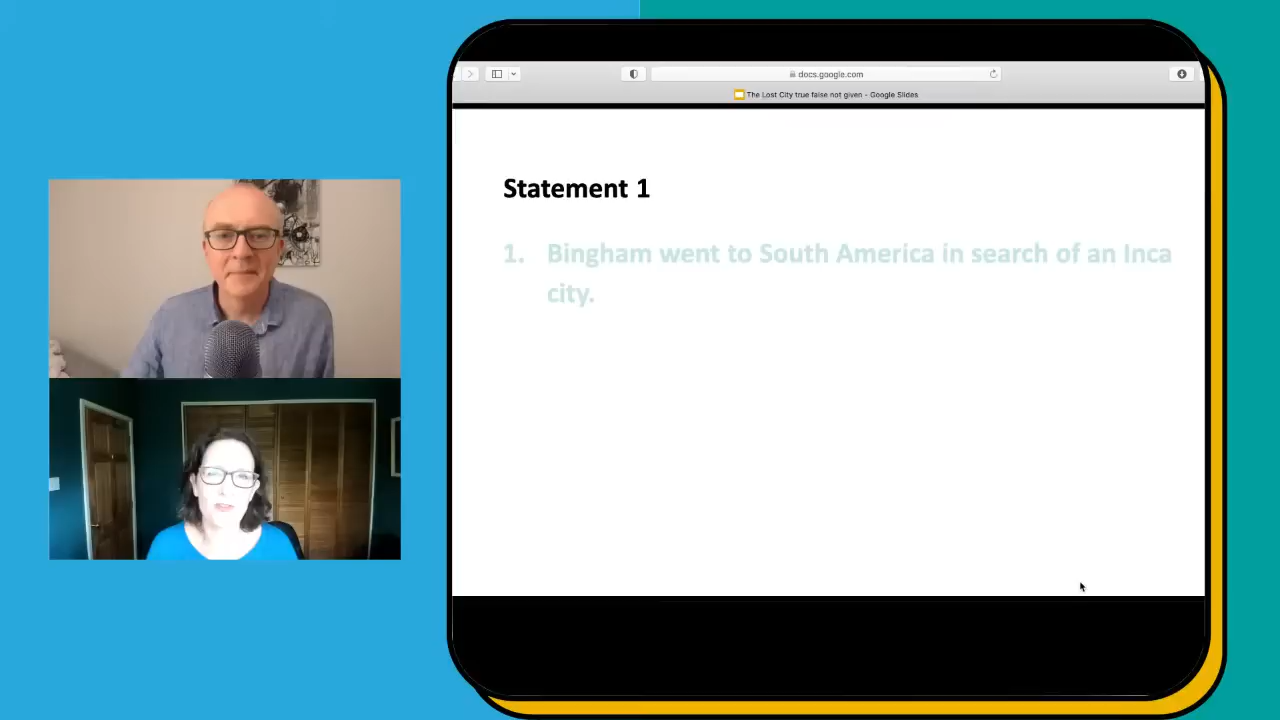 docs.google.com
The Lost City true false not given - Google Slides
Statement 1
1. Bingham went to South America in search of an Inca
city.